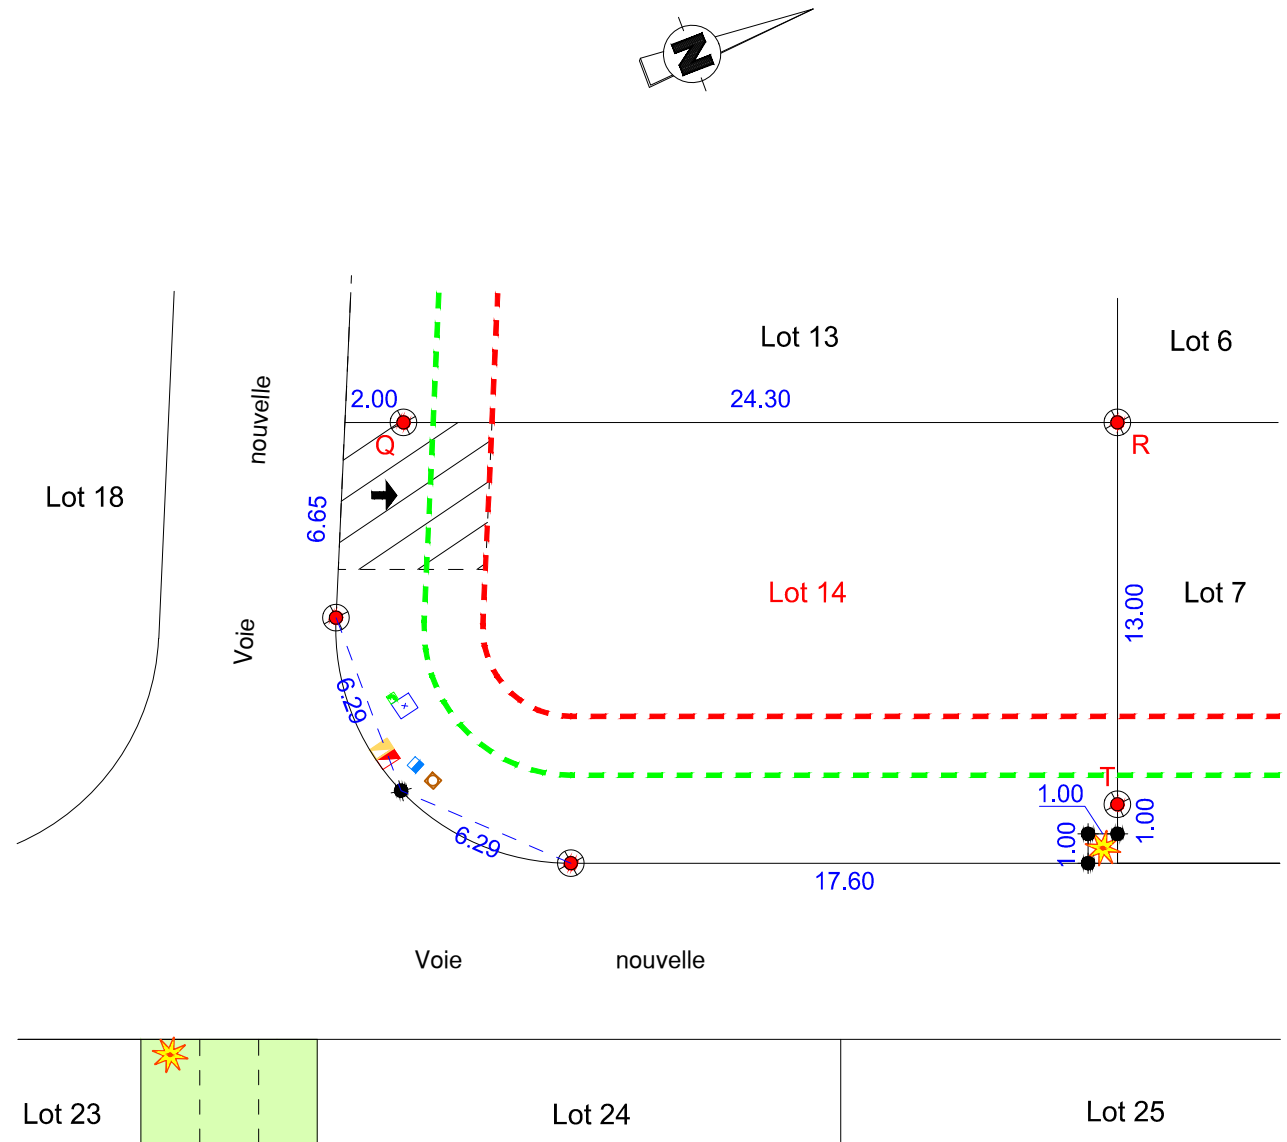 N
Lot 13
Lot 6
nouvelle
2.00
24.30
Q
R
Lot 18
6.65
Lot 14
Lot 7
13.00
Voie
6.29
T
1.00
1.00
1.00
6.29
17.60
Voie nouvelle
Lot 23
Lot 24
Lot 25